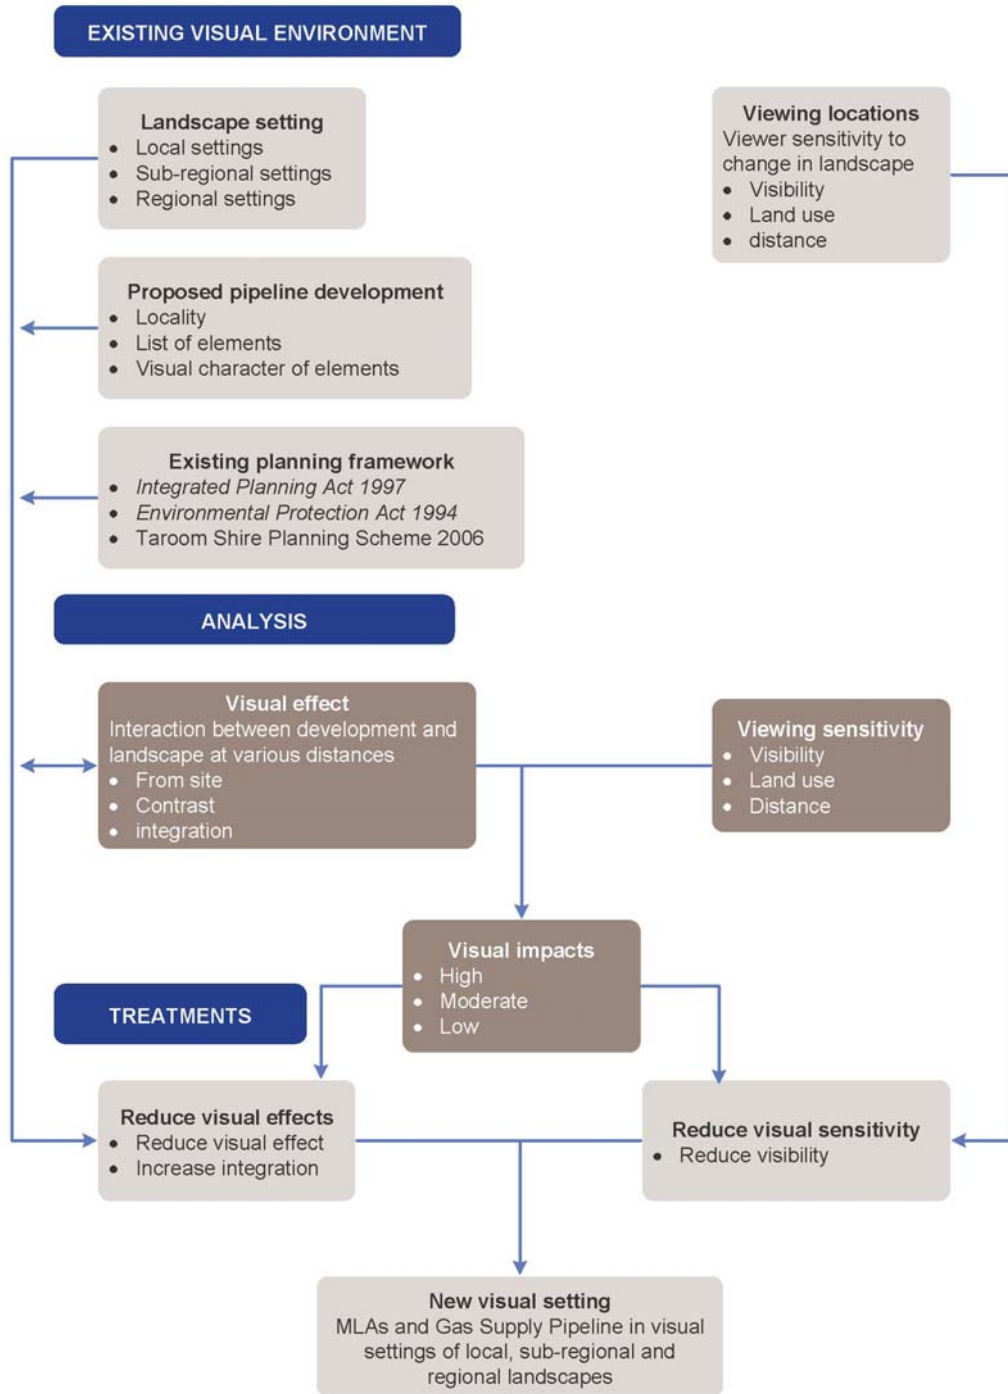 EXISTING VISUAL ENVIRONMENT
Landscape setting
• Local settings
• Sub-regional settings
• Regional settings
Viewing locations
Viewer sensitivity to
change in landscape
• Visibility
• Land use
• distance
Proposed pipeline development
• Locality
• List of elements
• Visual character of elements
Existing planning framework
• Integrated Planning Act 1997
• Environmental Protection Act 1994
• Taroom Shire Planning Scheme 2006
ANALYSIS
Visual effect
Interaction between development and
landscape at various distances
• From site
• Contrast
• integration
Viewing sensitivity
• Visibility
• Land use
• Distance
Visual impacts
• High
• Moderate
• Low
TREATMENTS
Reduce visual effects
• Reduce visual effect
• Increase integration
Reduce visual sensitivity
• Reduce visibility
New visual setting
MLAs and Gas Supply Pipeline in visual
settings of local, sub-regional and
regional landscapes